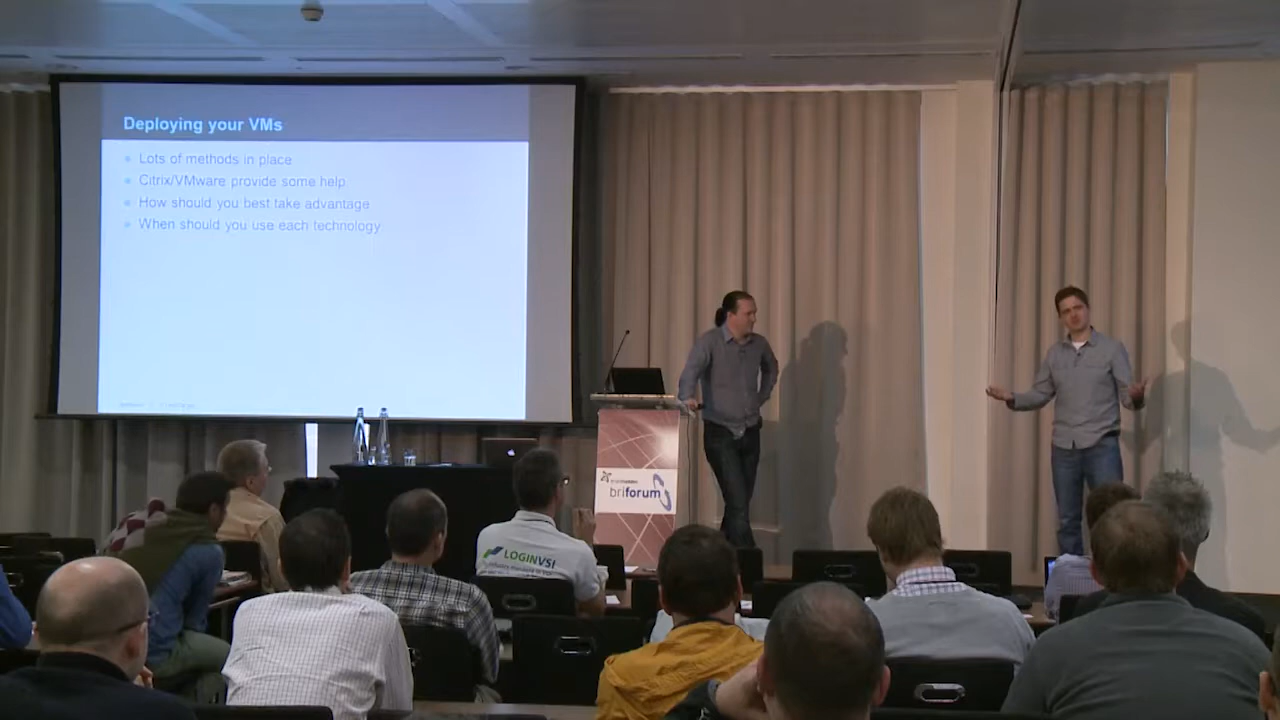 Deploying your VMs
Lots of methods in place
Citrix/VMware provide some help
How should you best take advantage
When should you use each technology
briforum
LOGINVSI